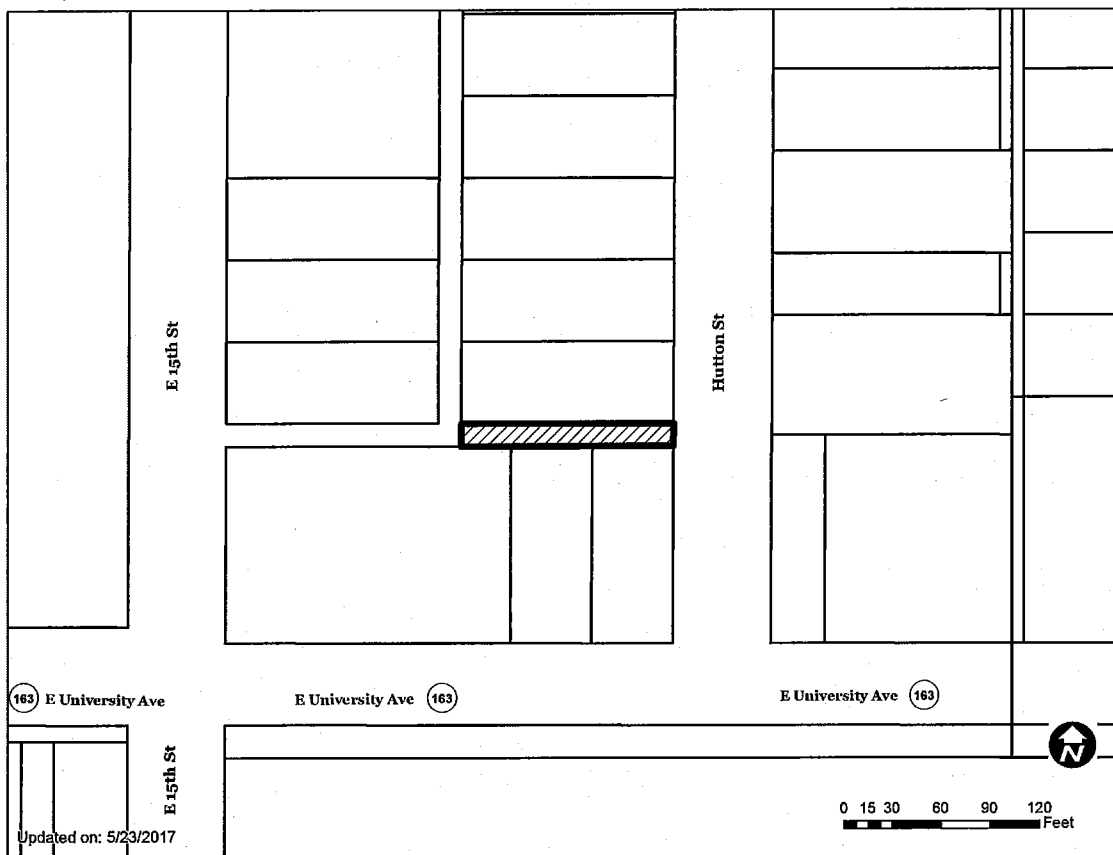 E 15th St
Hutton St
163 E University Ave
E University Ave 163
E University Ave 163
N
E 15th St
0 15 30 60 90 120
Feet
Updated on: 5/23/2017